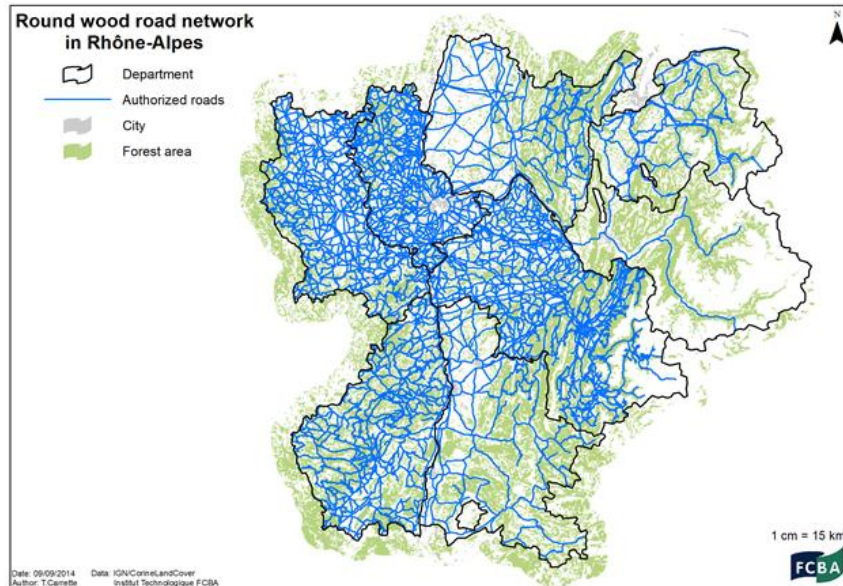 Round wood road network
in Rhône-Alpes
Department
Authorized roads
City
Forest area
N
1 cm = 15 km
Date: 09/09/2014 Data: IGN/CorineLandCover
Author: T.Carrette Institut Technologique FCBA
FCBA